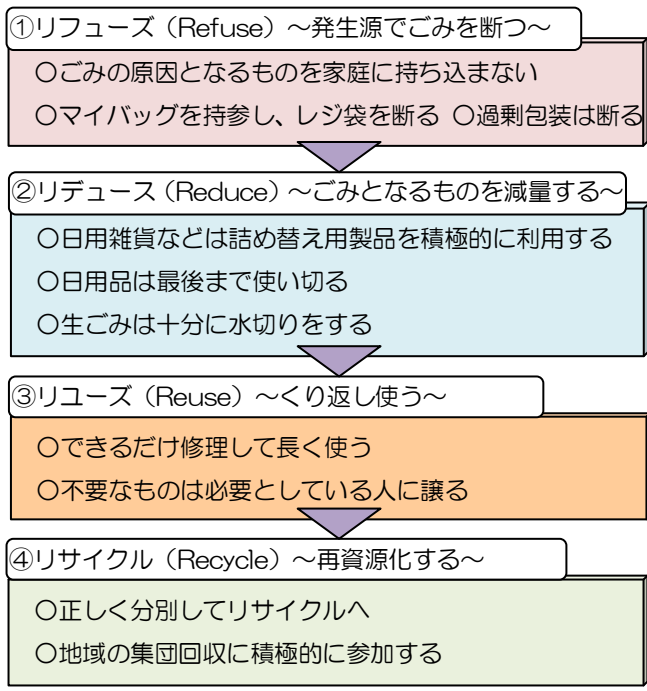 ①リフューズ（Refuse）～発生源でごみを断つ～
〇ごみの原因となるものを家庭に持ち込まない
〇マイバッグを持参し、レジ袋を断る 〇過剰包装は断る
②リデュース（Reduce）～ごみとなるものを減量する～
〇日用雑貨などは詰め替え用製品を積極的に利用する
〇日用品は最後まで使い切る
〇生ごみは十分に水切りをする
③リユーズ（Reuse）～くり返し使う～
〇できるだけ修理して長く使う
〇不要なものは必要としている人に譲る
④リサイクル（Recycle）～再資源化する～
〇正しく分別してリサイクルへ
〇地域の集団回収に積極的に参加する